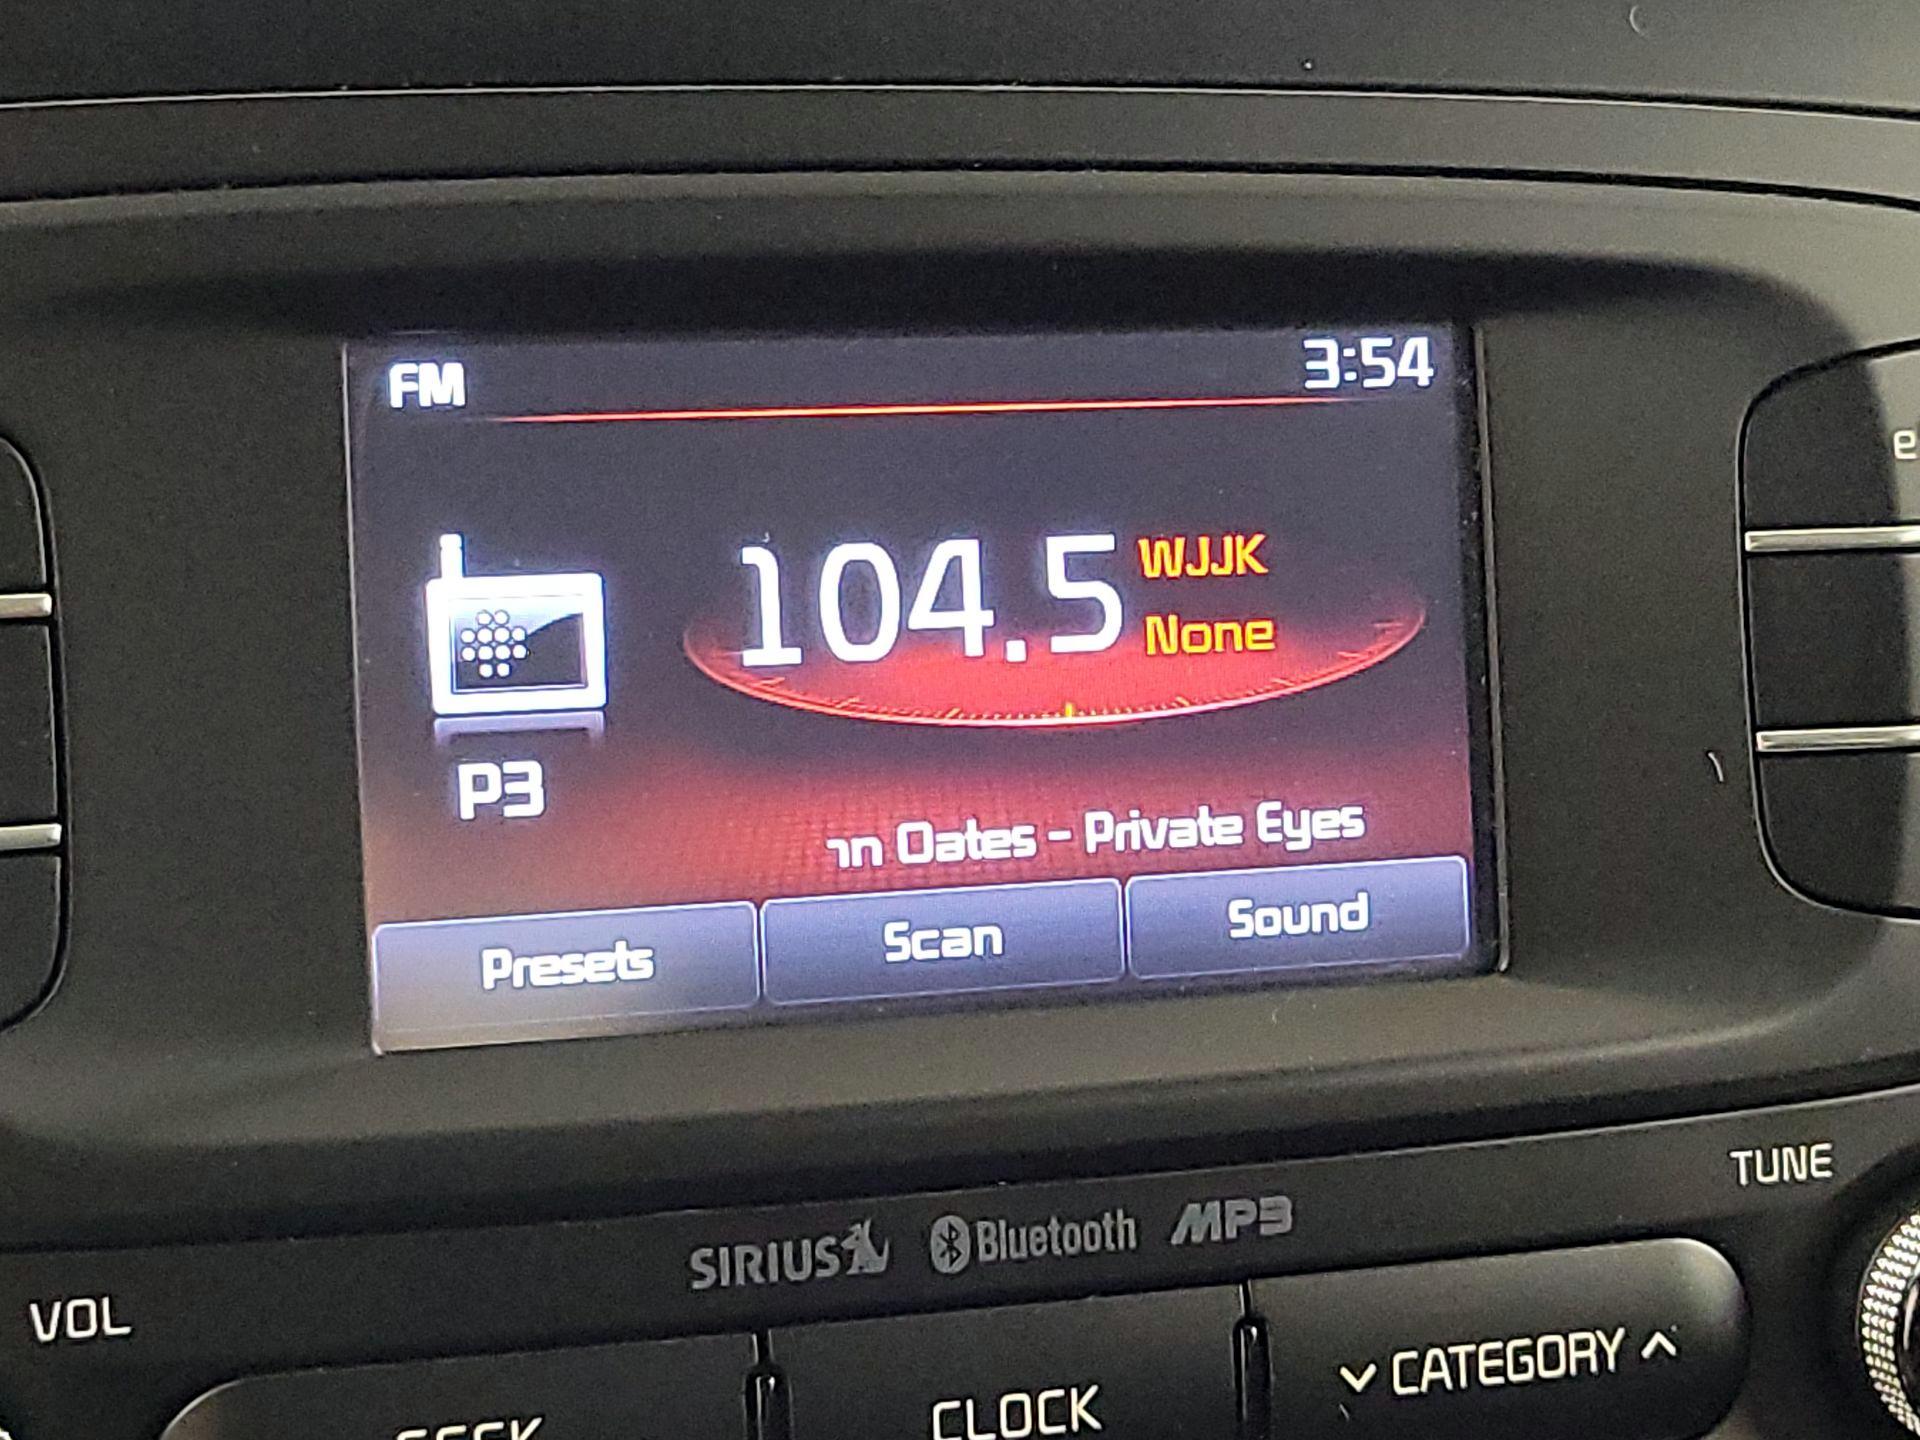 FM 3:54
104.5 WJJK
None
P3
Oates - Private Eyes
Presets Scan Sound
TUNE
SIRIUS Bluetooth MP3
VOL
CLOCK CATEGORY